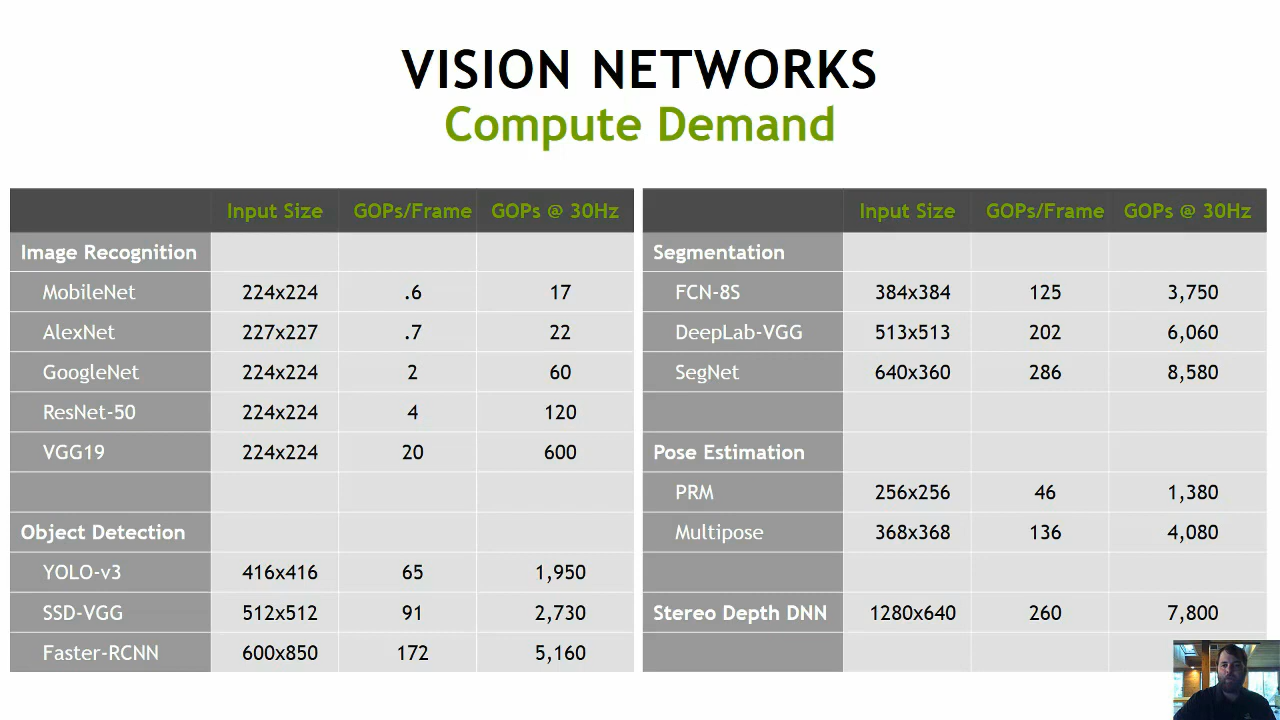 VISION NETWORKS
Compute Demand
Input Size GOPs/Frame GOPs @ 30Hz
Image Recognition
MobileNet 224x224 .6 17
AlexNet 227x227 .7 22
GoogleNet 224x224 2 60
ResNet-50 224x224 4 120
VGG19 224x224 20 600
Object Detection
YOLO-v3 416x416 65 1,950
SSD-VGG 512x512 91 2,730
Faster-RCNN 600x850 172 5,160
Input Size GOPs/Frame GOPs @ 30Hz
Segmentation
FCN-8S 384x384 125 3,750
DeepLab-VGG 513x513 202 6,060
SegNet 640x360 286 8,580
Pose Estimation
PRM 256x256 46 1,380
Multipose 368x368 136 4,080
Stereo Depth DNN 1280x640 260 7,800